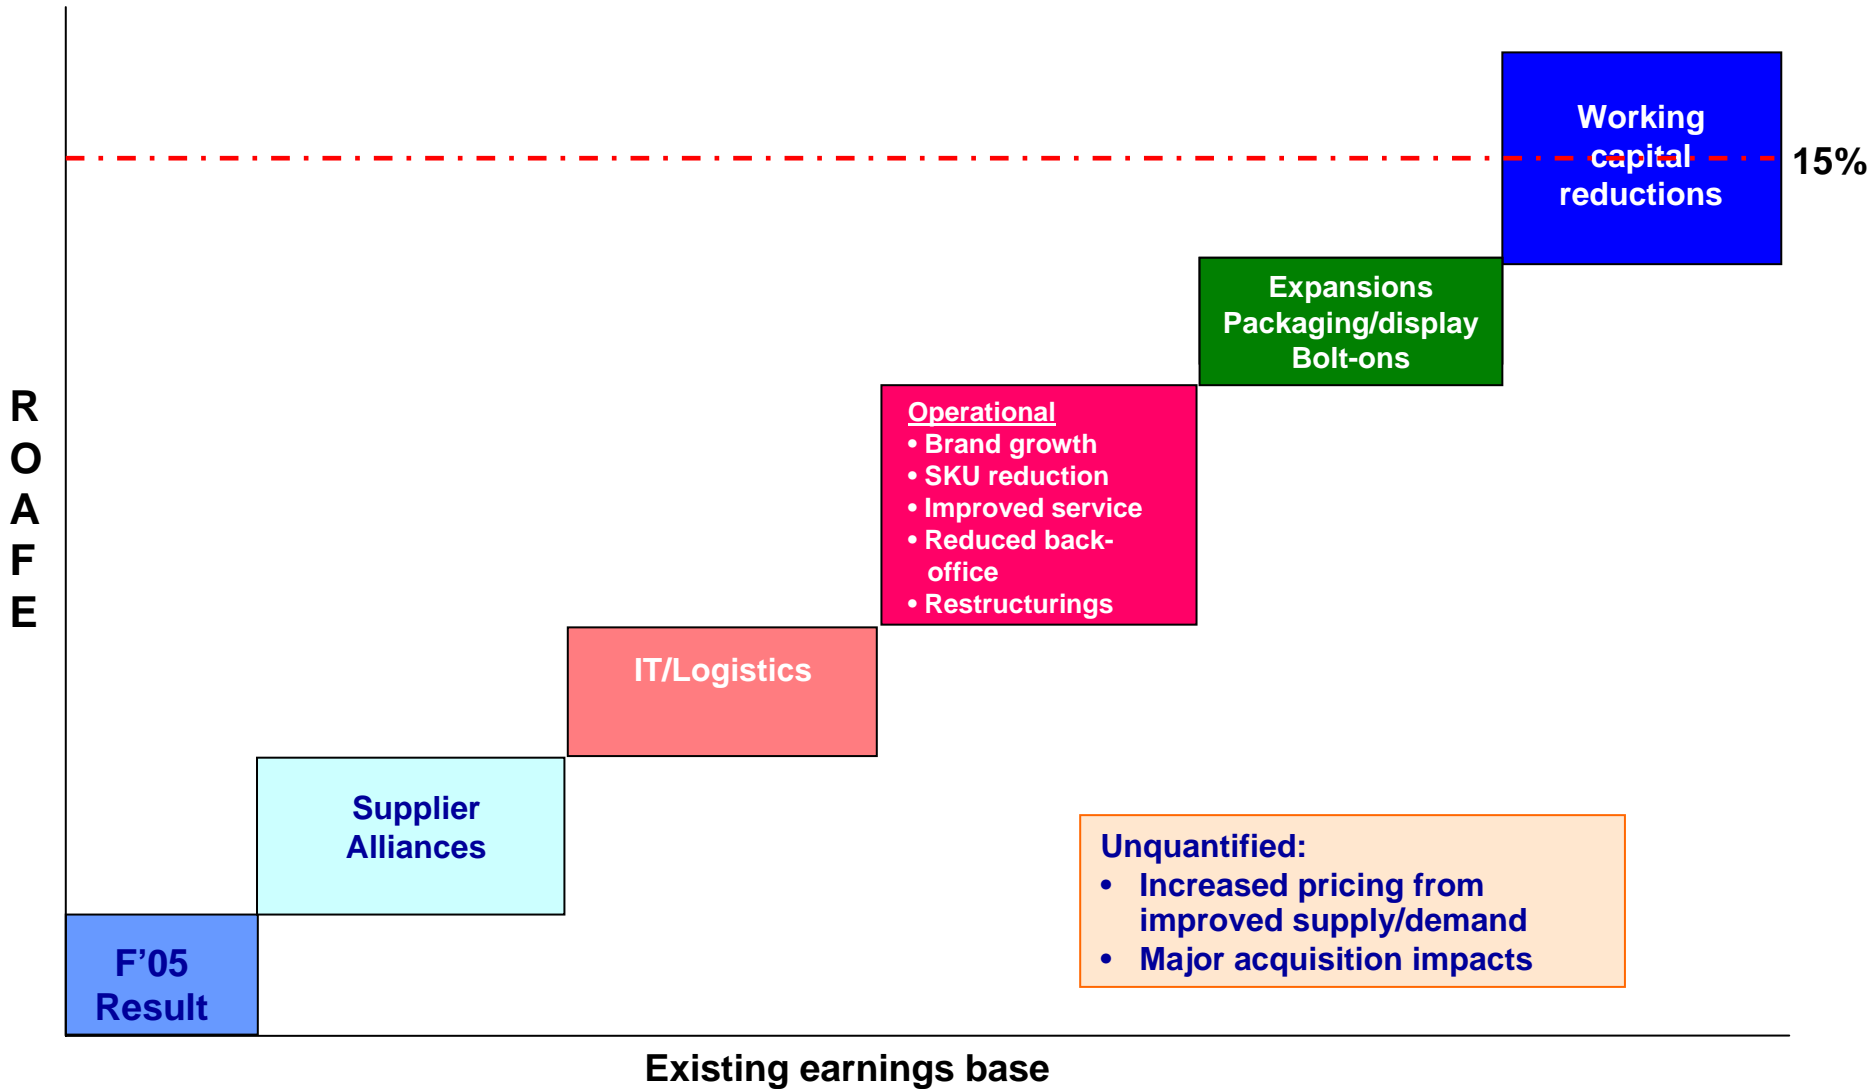 Working
capital
reductions
15%
Expansions
Packaging/display
Bolt-ons
R
O
A
F
E
Operational
• Brand growth
• SKU reduction
• Improved service
• Reduced back-
office
• Restructurings
IT/Logistics
Supplier
Alliances
Unquantified:
• Increased pricing from
improved supply/demand
• Major acquisition impacts
F'05
Result
Existing earnings base